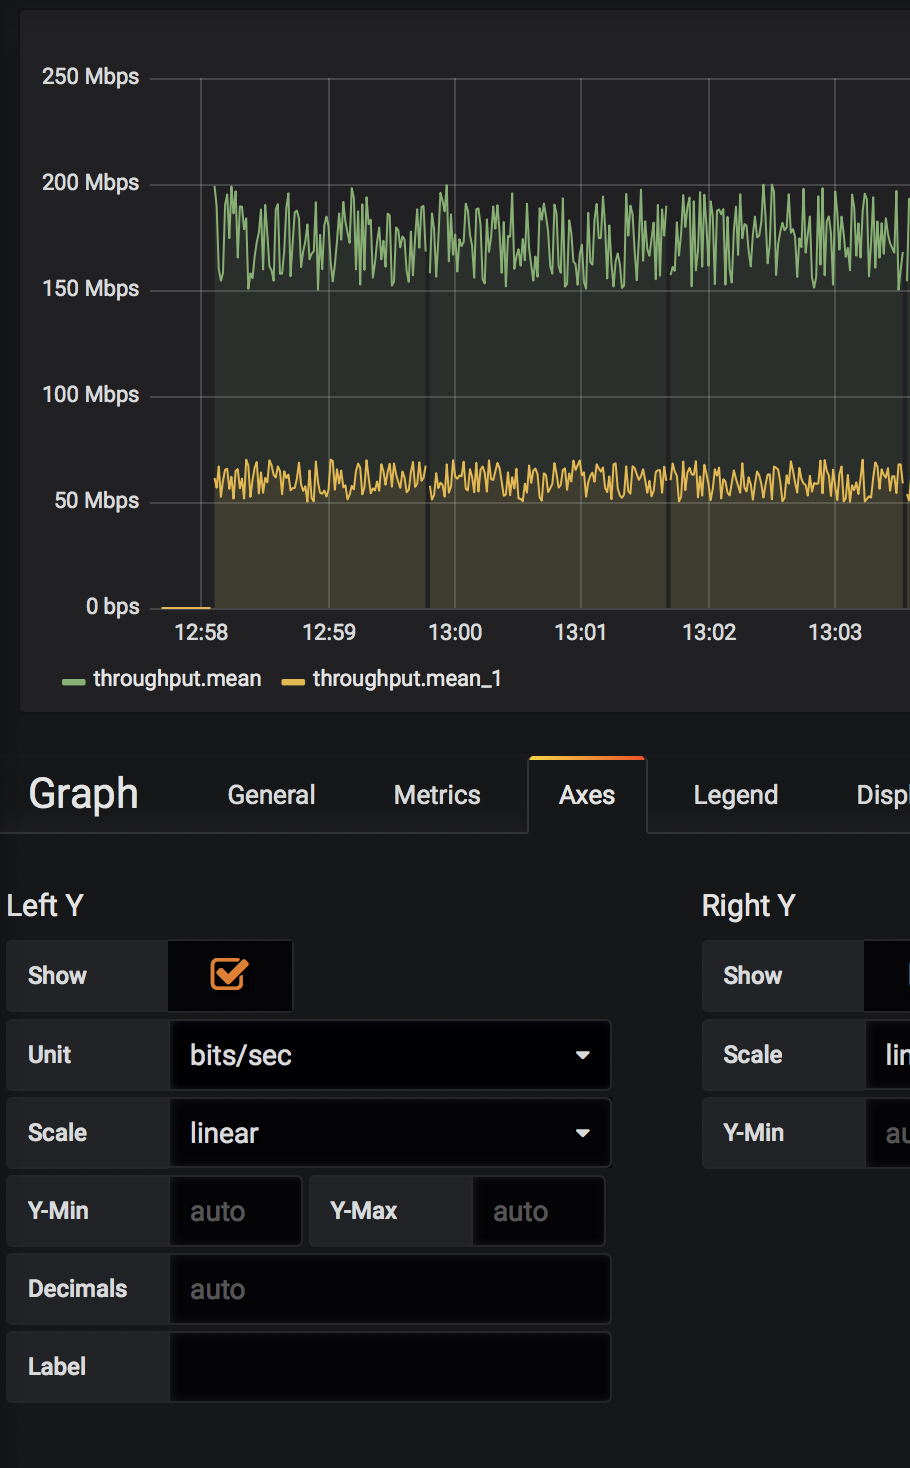 250 Mbps
200 Mbps
150 Mbps
100 Mbps
50 Mbps
0 bps
12:58 12:59 13:00 13:01 13:02 13:03
throughput.mean throughput.mean_1
Graph General Metrics Axes Legend Displ
Left Y Right Y
Show Show
Unit bits/sec Scale lin
Scale linear Y-Min au
Y-Min auto Y-Max auto
Decimals auto
Label